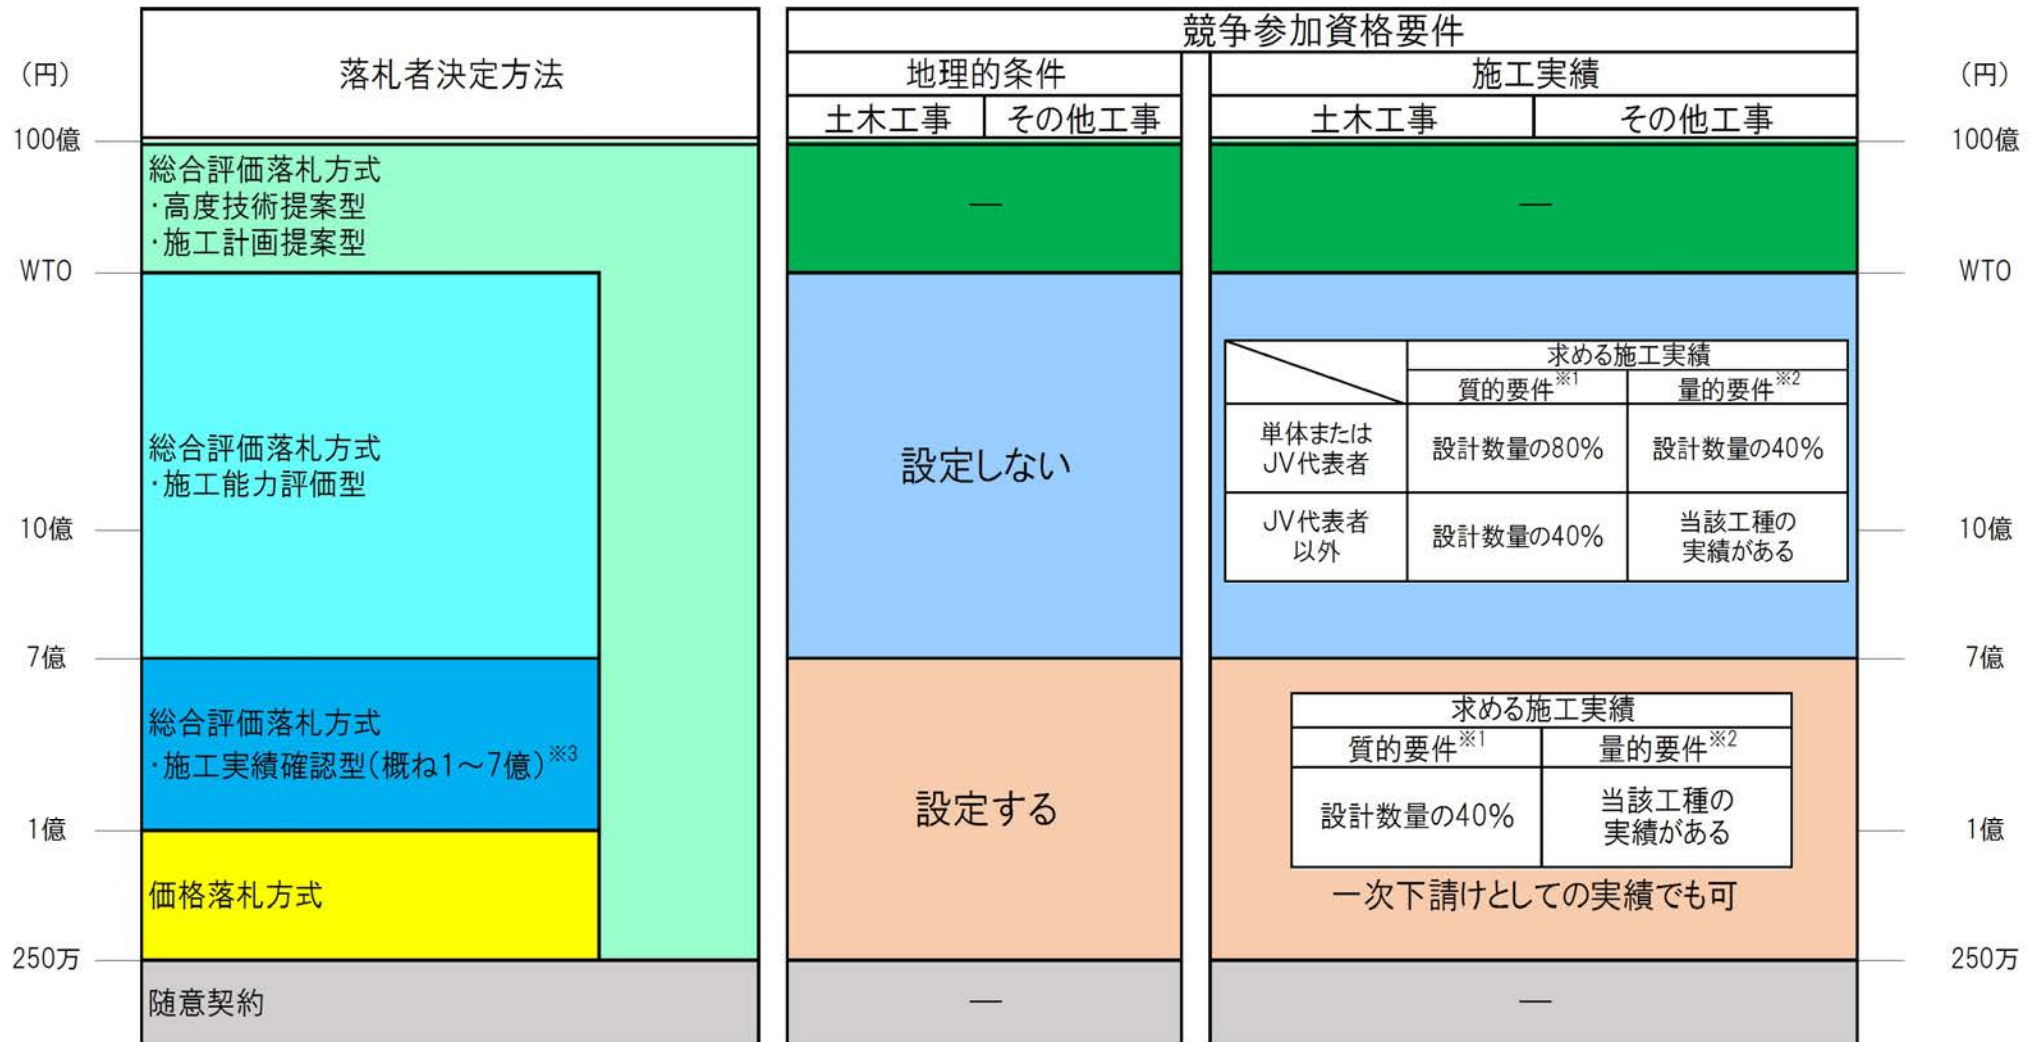 (円)
100億
WTO
10億
7億
1億
250万
落札者決定方法
総合評価落札方式
・高度技術提案型
・施工計画提案型
総合評価落札方式
・施工能力評価型
総合評価落札方式
・施工実績確認型(概ね1～7億)※3
価格落札方式
随意契約
競争参加資格要件
地理的条件
土木工事 その他工事
―
設定しない
設定する
―
施工実績
土木工事 その他工事
―
求める施工実績
質的要件※1 量的要件※2
単体または
JV代表者
設計数量の80% 設計数量の40%
JV代表者
以外
設計数量の40%
当該工種の
実績がある
求める施工実績
質的要件※1 量的要件※2
設計数量の40%
当該工種の
実績がある
一次下請けとしての実績でも可
―
(円)
100億
WTO
10億
7億
1億
250万